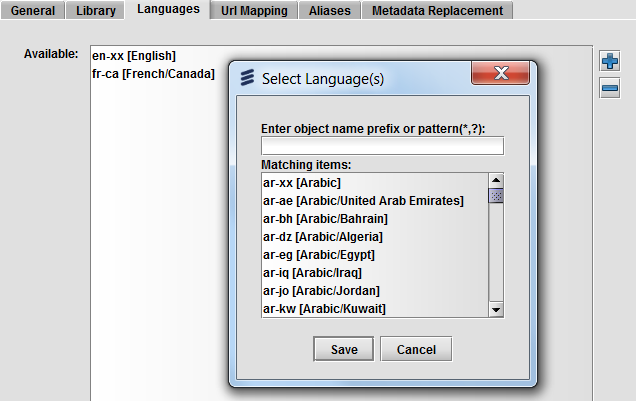 General Library Languages Url Mapping Aliases Metadata Replacement
Available:
en-xx [English]
fr-ca [French/Canada]
Select Language(s)
Enter object name prefix or pattern(*,?):
Matching items:
ar-xx [Arabic]
ar-ae [Arabic/United Arab Emirates]
ar-bh [Arabic/Bahrain]
ar-dz [Arabic/Algeria]
ar-eg [Arabic/Egypt]
ar-iq [Arabic/Iraq]
ar-jo [Arabic/Jordan]
ar-kw [Arabic/Kuwait]
Save Cancel